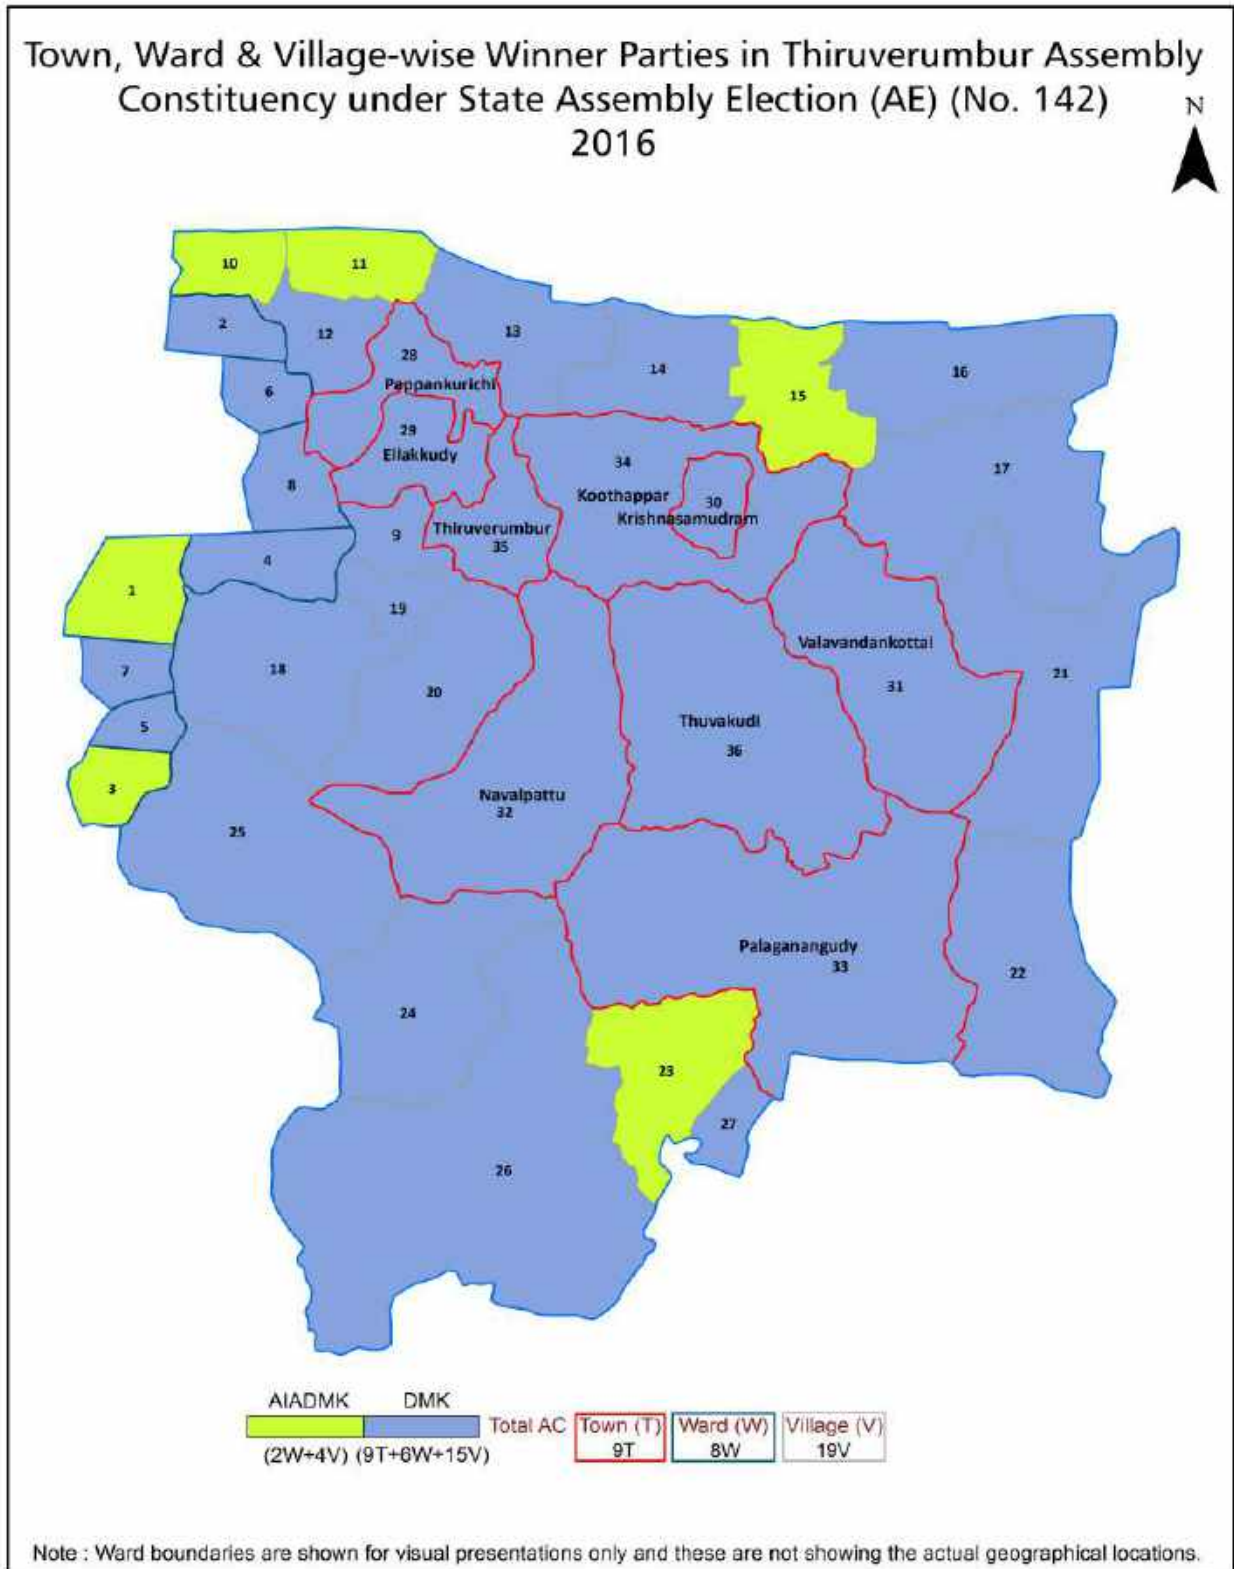 Town, Ward & Village-wise Winner Parties in Thiruverumbur Assembly
Constituency under State Assembly Election (AE) (No. 142)
2016
N
10
11
2
12
13
28
14
16
Pappankurichi
6
15
29
Ellakkudy
34
17
8
Koothappar
30
Krishnasamudram
Thiruverumbur
9
35
4
1
19
Valavandankottai
7
18
20
31
21
5
Thuvakudi
36
3
Navalpattu
32
25
Palaganangudy
33
22
24
23
27
26
AIADMK DMK
Total AC Town (T) Ward (W) Village (V)
9T 8W 19V
(2W+4V) (9T+6W+15V)
Note : Ward boundaries are shown for visual presentations only and these are not showing the actual geographical locations.